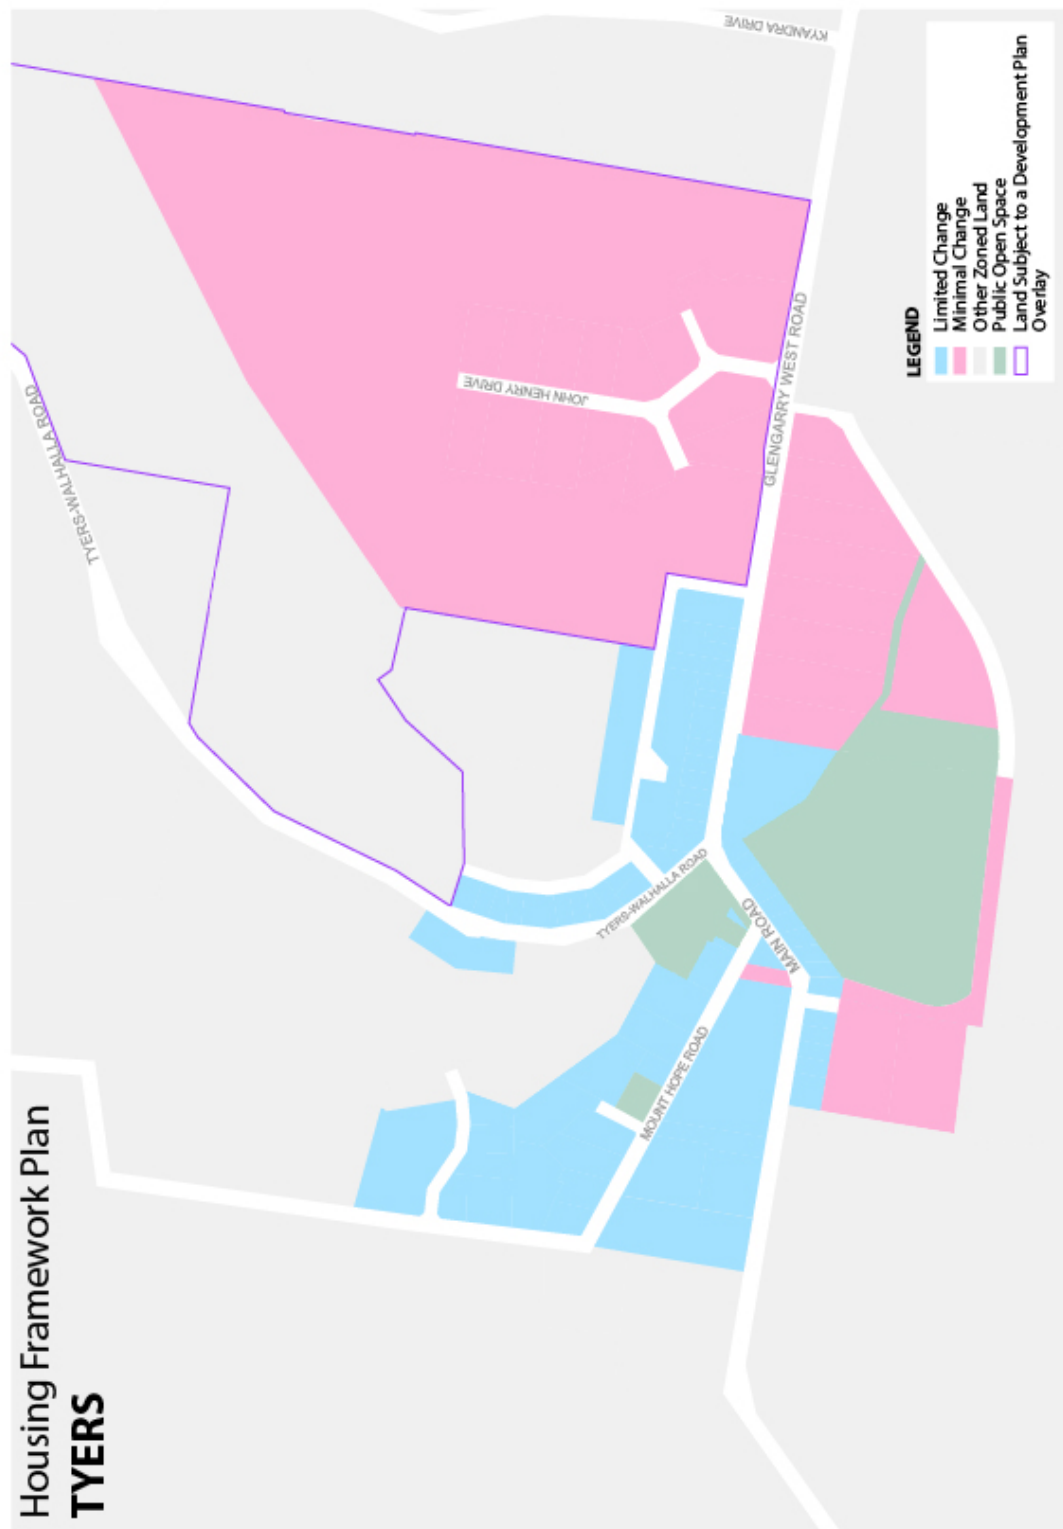 Housing Framework Plan
TYERS
TYERS-WALHALLA ROAD
KYANDRA DRIVE
JOHN HENRY DRIVE
GLENGARRY WEST ROAD
TYERS-WALHALLA ROAD
MAIN ROAD
MOUNT HOPE ROAD
LEGEND
Limited Change
Minimal Change
Other Zoned Land
Public Open Space
Land Subject to a Development Plan
Overlay